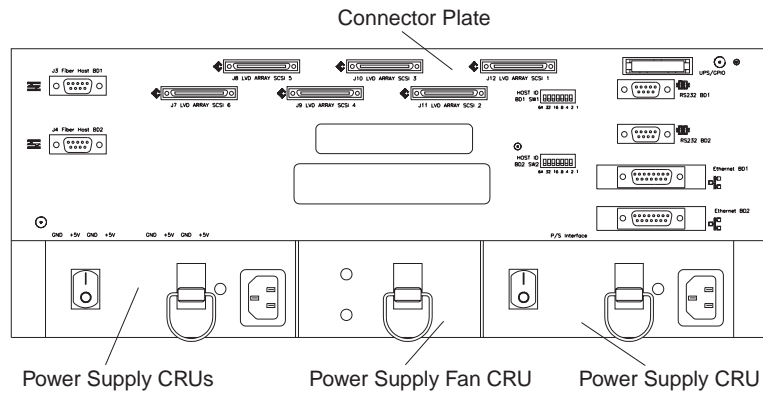 Connector Plate
J3 Fiber Host BD1
J8 LVD ARRAY SCSI 5
J10 LVD ARRAY SCSI 3
J12 LVD ARRAY SCSI 1
UPS/GPIO
J7 LVD ARRAY SCSI 6
J9 LVD ARRAY SCSI 4
J11 LVD ARRAY SCSI 2
HOST ID
BD1 SW1
64 32 16 8 4 2 1
RS232 BD1
J4 Fiber Host BD2
RS232 BD2
HOST ID
BD2 SW2
64 32 16 8 4 2 1
Ethernet BD1
Ethernet BD2
GND +5V GND +5V
GND +5V GND +5V
P/S Interface
Power Supply CRUs
Power Supply Fan CRU
Power Supply CRU